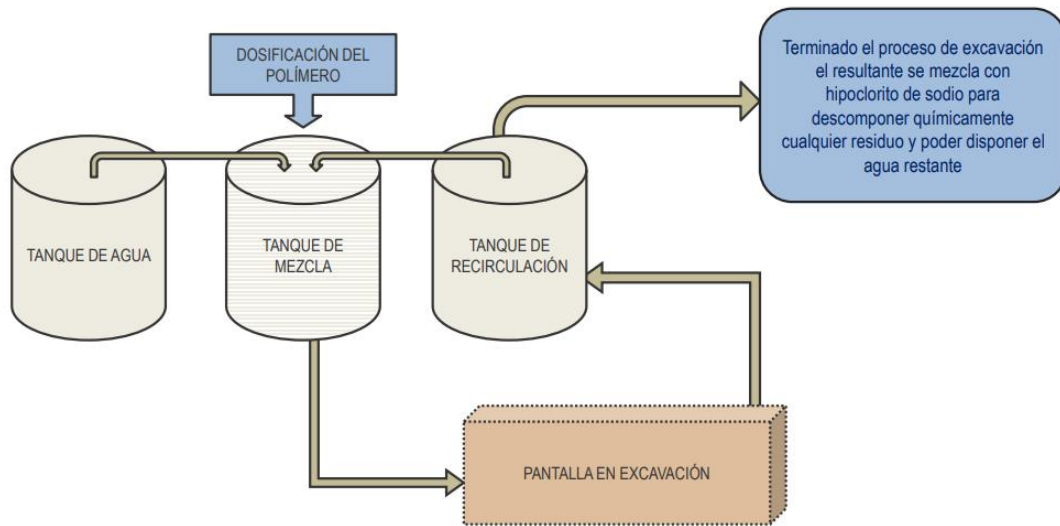 DOSIFICACIÓN DEL
POLÍMERO
Terminado el proceso de excavación
el resultante se mezcla con
hipoclorito de sodio para
descomponer químicamente
cualquier residuo y poder disponer el
agua restante
TANQUE DE AGUA
TANQUE DE
MEZCLA
TANQUE DE
RECIRCULACIÓN
PANTALLA EN EXCAVACIÓN